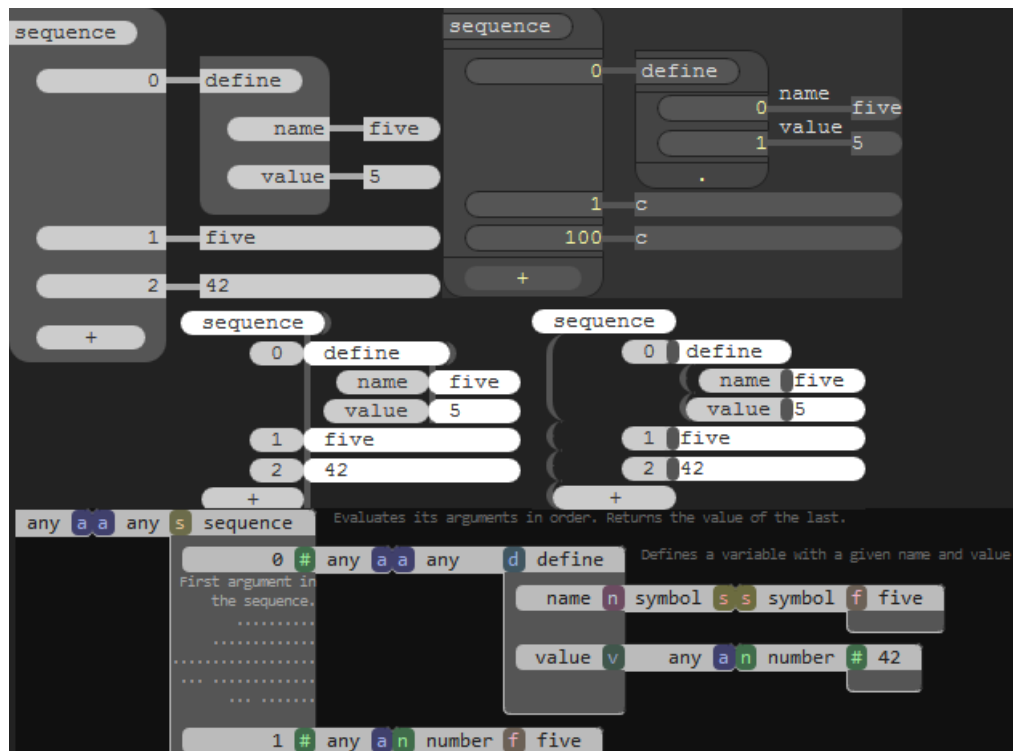 sequence
0 define
name five
value 5
1 five
2 42
+
sequence
0 define
0 name five
1 value 5
.
1 c
100 c
+
sequence
0 define
name five
value 5
1 five
2 42
+
sequence
0 define
name five
value 5
1 five
2 42
+
any a a any s sequence Evaluates its arguments in order. Returns the value of the last.
0 # any a a any d define Defines a variable with a given name and value
First argument in
the sequence.
name n symbol s s symbol f five
..........
.............
value v any a n number # 42
.................
... .............
... .......
1 # any a n number f five